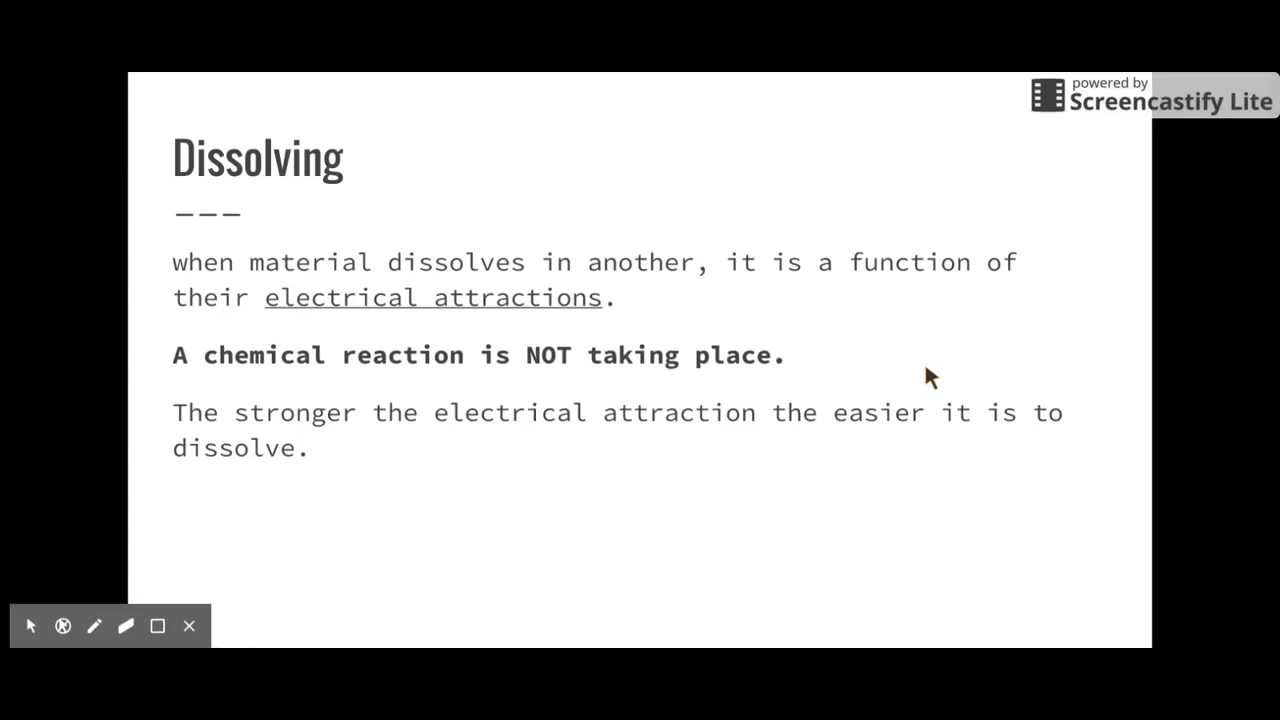 powered by
Screencastify Lite
Dissolving
———
when material dissolves in another, it is a function of
their electrical attractions.
A chemical reaction is NOT taking place.
The stronger the electrical attraction the easier it is to
dissolve.